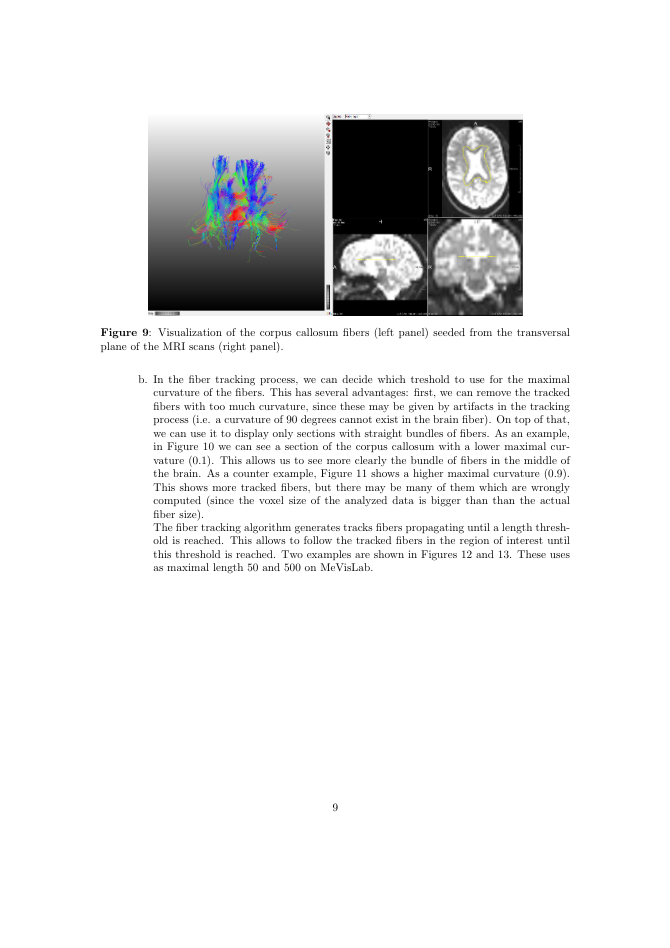 Figure 9: Visualization of the corpus callosum fibers (left panel) seeded from the transversal
plane of the MRI scans (right panel).
b. In the fiber tracking process, we can decide which treshold to use for the maximal
curvature of the fibers. This has several advantages: first, we can remove the tracked
fibers with too much curvature, since these may be given by artifacts in the tracking
process (i.e. a curvature of 90 degrees cannot exist in the brain fiber). On top of that,
we can use it to display only sections with straight bundles of fibers. As an example,
in Figure 10 we can see a section of the corpus callosum with a lower maximal cur-
vature (0.1). This allows us to see more clearly the bundle of fibers in the middle of
the brain. As a counter example, Figure 11 shows a higher maximal curvature (0.9).
This shows more tracked fibers, but there may be many of them which are wrongly
computed (since the voxel size of the analyzed data is bigger than than the actual
fiber size).
The fiber tracking algorithm generates tracks fibers propagating until a length thresh-
old is reached. This allows to follow the tracked fibers in the region of interest until
this threshold is reached. Two examples are shown in Figures 12 and 13. These uses
as maximal length 50 and 500 on MeVisLab.
9